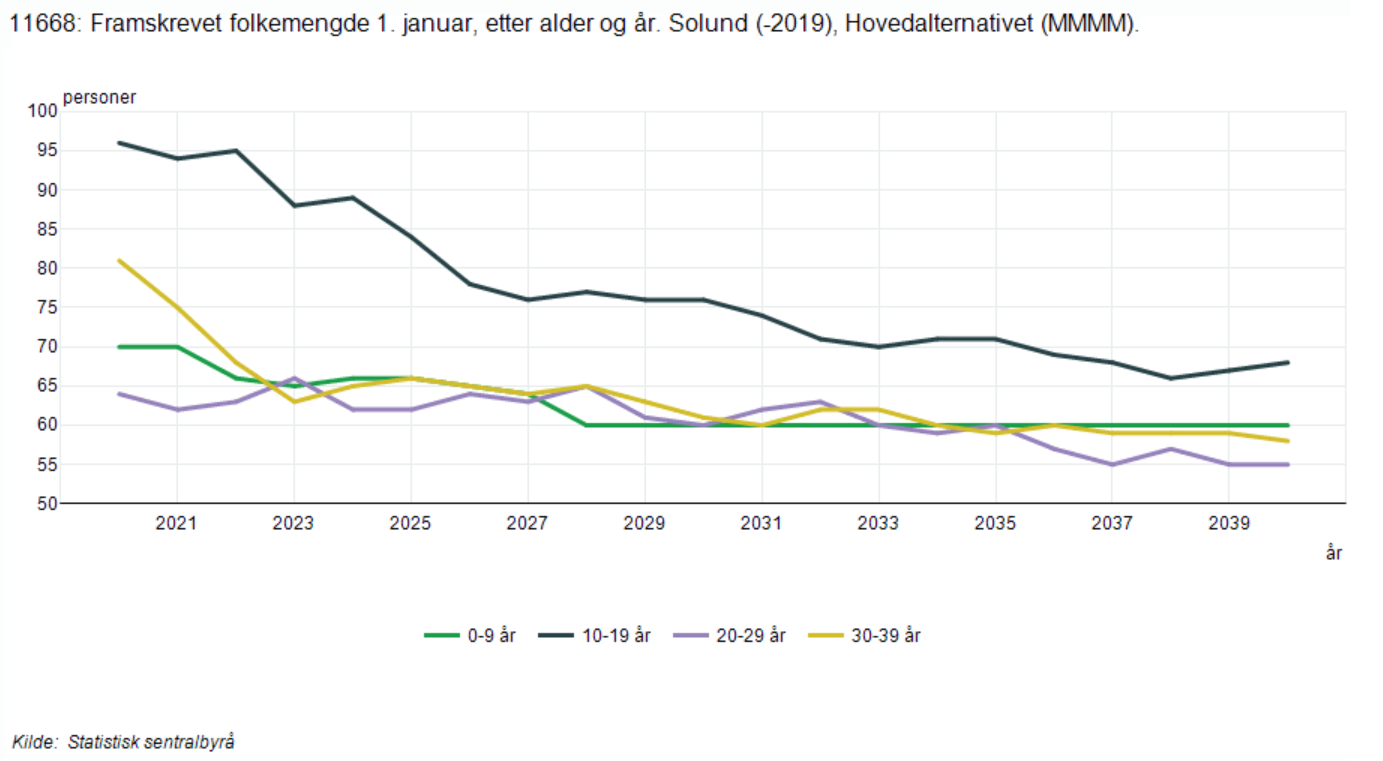 11668: Framskrevet folkemengde 1. januar, etter alder og år. Solund (-2019), Hovedalternativet (MMMM).
personer
100
95
90
85
80
75
70
65
60
55
50
2021 2023 2025 2027 2029 2031 2033 2035 2037 2039
år
0-9 år 10-19 år 20-29 år 30-39 år
Kilde: Statistisk sentralbyrå